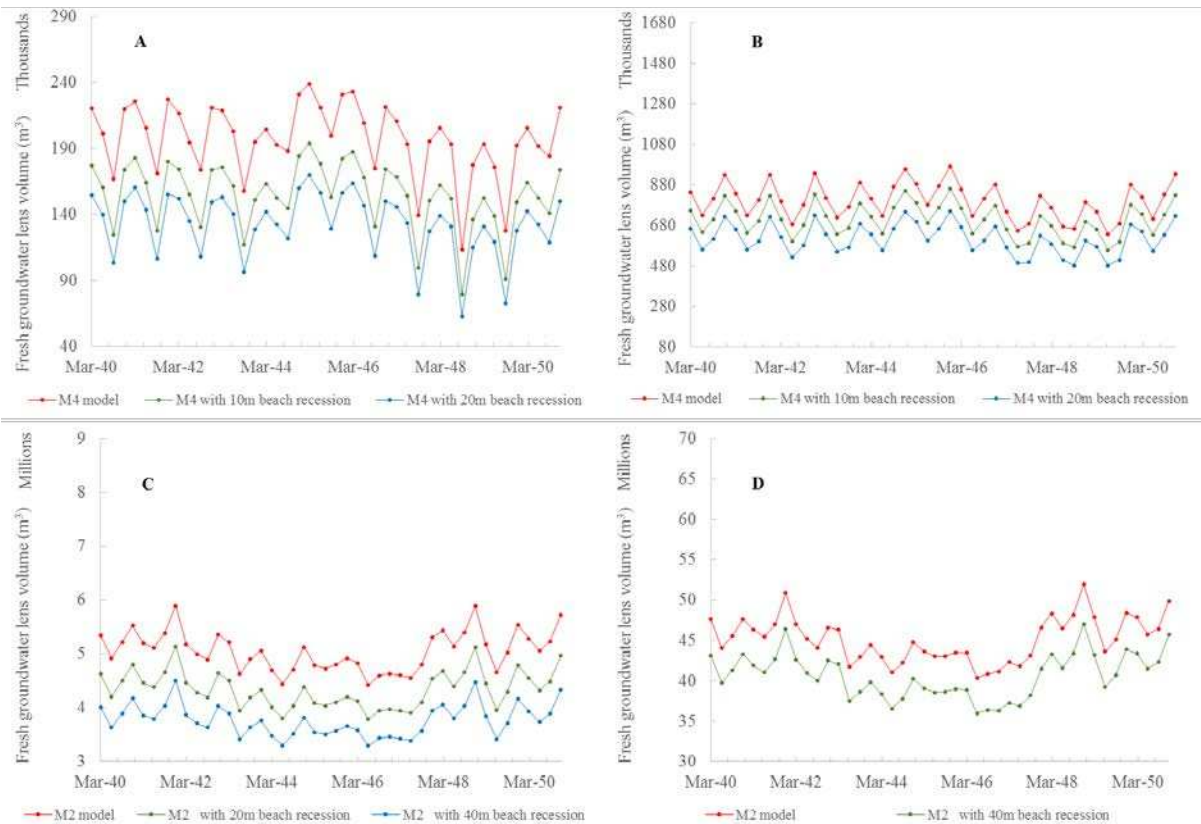 A
Fresh groundwater lens volume (m³) Thousands
290
240
190
140
90
40
Mar-40 Mar-42 Mar-44 Mar-46 Mar-48 Mar-50
M4 model M4 with 10m beach recession M4 with 20m beach recession
B
Fresh groundwater lens volume (m³) Thousands
1680
1480
1280
1080
880
680
480
280
80
Mar-40 Mar-42 Mar-44 Mar-46 Mar-48 Mar-50
M4 model M4 with 10m beach recession M4 with 20m beach recession
C
Fresh groundwater lens volume (m³) Millions
9
8
7
6
5
4
3
Mar-40 Mar-42 Mar-44 Mar-46 Mar-48 Mar-50
M2 model M2 with 20m beach recession M2 with 40m beach recession
D
Fresh groundwater lens volume (m³) Millions
70
65
60
55
50
45
40
35
30
Mar-40 Mar-42 Mar-44 Mar-46 Mar-48 Mar-50
M2 model M2 with 40m beach recession